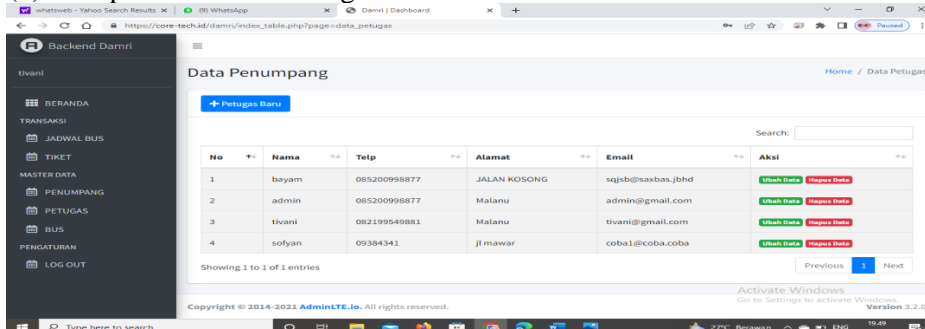 whatsweb - Yahoo Search Results
(9) WhatsApp
Damri | Dashboard
https://core-tech.id/damri/index_table.php?page=data_petugas
Paused
Backend Damri
tivani
BERANDA
TRANSAKSI
JADWAL BUS
TIKET
MASTER DATA
PENUMPANG
PETUGAS
BUS
PENGATURAN
LOG OUT
Data Penumpang
Home / Data Petugas
Petugas Baru
Search:
No Nama Telp Alamat Email Aksi
1 bayam 085200998877 JALAN KOSONG sqjsb@saxbas.jbhd Ubah Data Hapus Data
2 admin 085200998877 Malanu admin@gmail.com Ubah Data Hapus Data
3 tivani 082199549881 Malanu tivani@gmail.com Ubah Data Hapus Data
4 sofyan 09384341 jl mawar coba1@coba.coba Ubah Data Hapus Data
Showing 1 to 1 of 1 entries
Previous 1 Next
Activate Windows
Go to Settings to activate Windows.
Copyright © 2014-2021 AdminLTE.io. All rights reserved.
Version 3.2.0
Type here to search
27°C Berawan
ENG
19.49